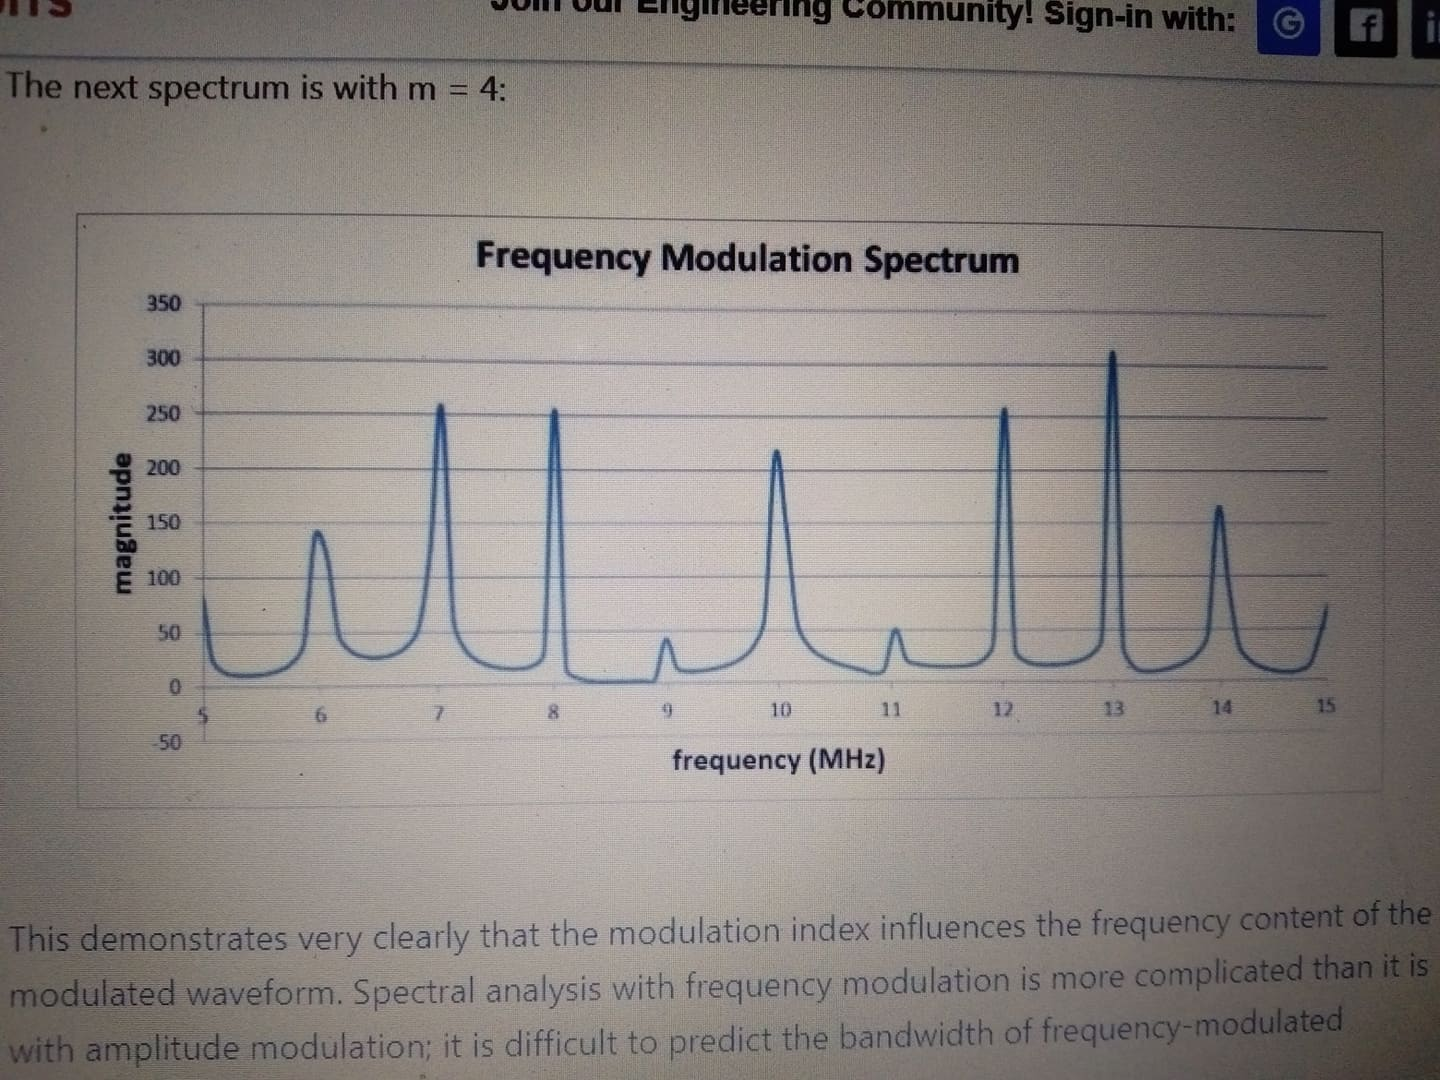 Join our Engineering Community! Sign-in with:
The next spectrum is with m = 4:
Frequency Modulation Spectrum
350
300
250
200
150
100
50
0
-50
magnitude
5 6 7 8 9 10 11 12 13 14 15
frequency (MHz)
This demonstrates very clearly that the modulation index influences the frequency content of the
modulated waveform. Spectral analysis with frequency modulation is more complicated than it is
with amplitude modulation; it is difficult to predict the bandwidth of frequency-modulated